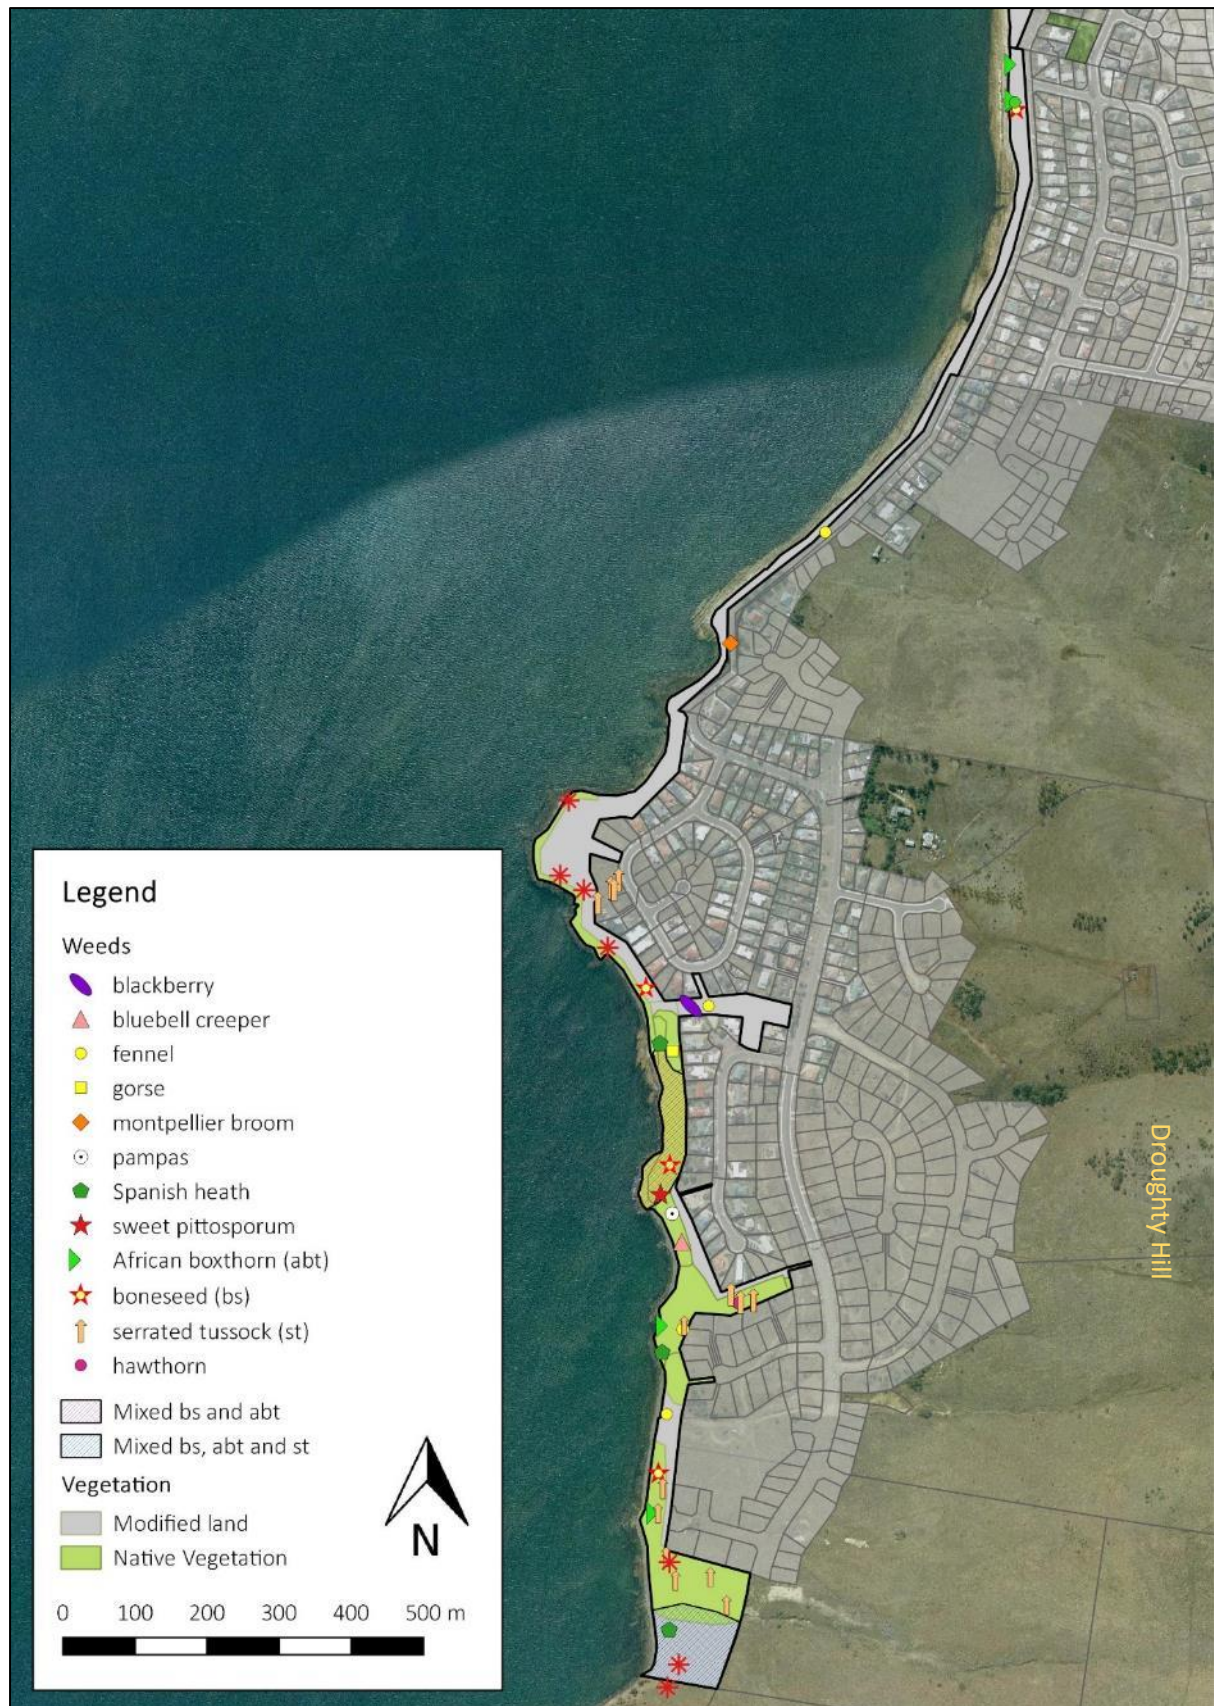 Legend
Weeds
blackberry
bluebell creeper
fennel
gorse
montpellier broom
pampas
Spanish heath
sweet pittosporum
African boxthorn (abt)
boneseed (bs)
serrated tussock (st)
hawthorn
Mixed bs and abt
Mixed bs, abt and st
Vegetation
Modified land
Native Vegetation
N
0 100 200 300 400 500 m
Droughty Hill